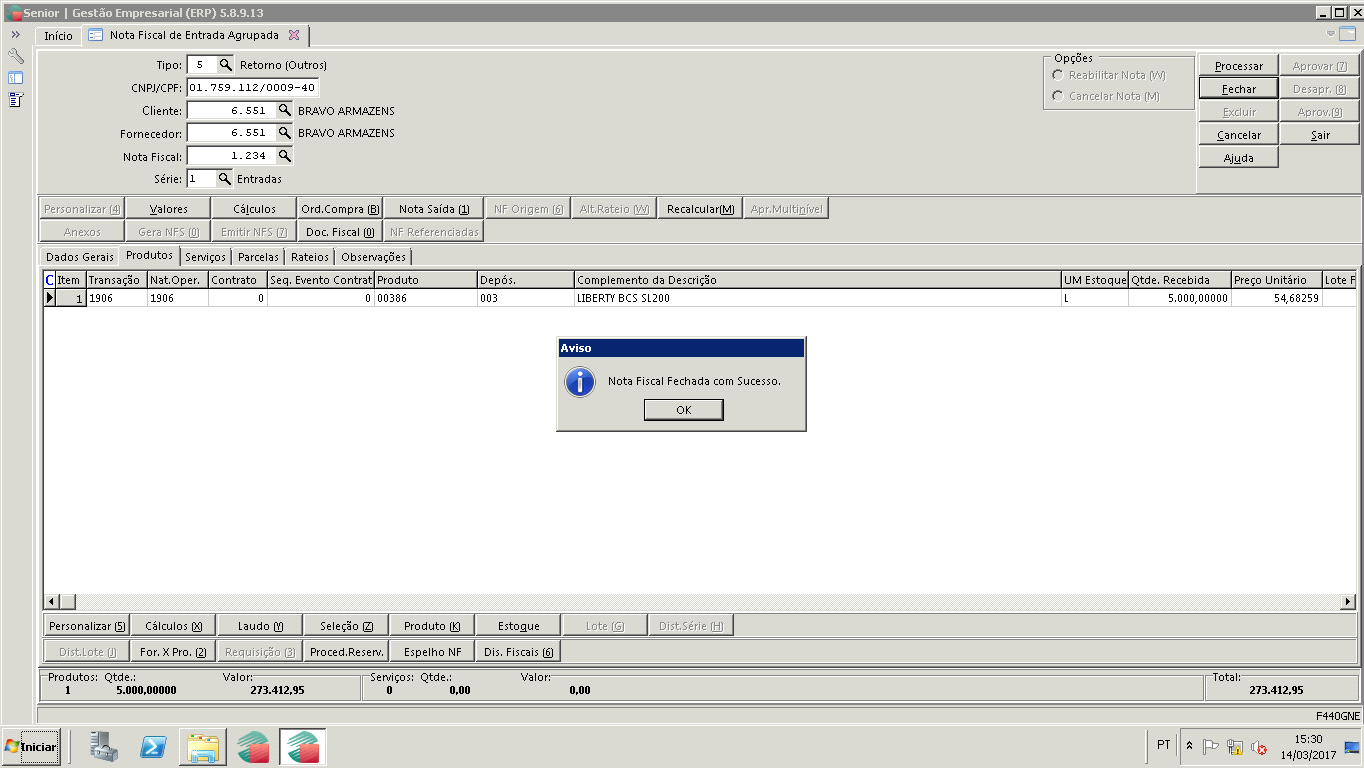 Senior | Gestão Empresarial (ERP) 5.8.9.13
Início Nota Fiscal de Entrada Agrupada
Tipo: 5 Retorno (Outros)
CNPJ/CPF: 01.759.112/0009-40
Cliente: 6.551 BRAVO ARMAZENS
Fornecedor: 6.551 BRAVO ARMAZENS
Nota Fiscal: 1.234
Série: 1 Entradas
Opções
Reabilitar Nota (W)
Cancelar Nota (M)
Processar Aprovar (7)
Fechar Desapr. (8)
Excluir Aprov.(9)
Cancelar Sair
Ajuda
Personalizar (4) Valores Cálculos Ord.Compra (B) Nota Saída (1) NF Origem (6) Alt.Rateio (W) Recalcular(M) Apr.Multinível
Anexos Gera NFS (0) Emitir NFS (7) Doc. Fiscal (0) NF Referenciadas
Dados Gerais Produtos Serviços Parcelas Rateios Observações
C Item Transação Nat.Oper. Contrato Seq. Evento Contrat Produto Depós. Complemento da Descrição UM Estoque Qtde. Recebida Preço Unitário Lote F
1 1906 1906 0 0 00386 003 LIBERTY BCS SL200 L 5.000,00000 54,68259
Aviso
Nota Fiscal Fechada com Sucesso.
OK
Personalizar (5) Cálculos (X) Laudo (Y) Seleção (Z) Produto (K) Estoque Lote (G) Dist.Série (H)
Dist.Lote (J) For. X Pro. (2) Requisição (3) Proced.Reserv. Espelho NF Dis. Fiscais (6)
Produtos: Qtde.: Valor: Serviços: Qtde.: Valor: Total:
1 5.000,00000 273.412,95 0 0,00 0,00 273.412,95
F440GNE
Iniciar PT 15:30
14/03/2017